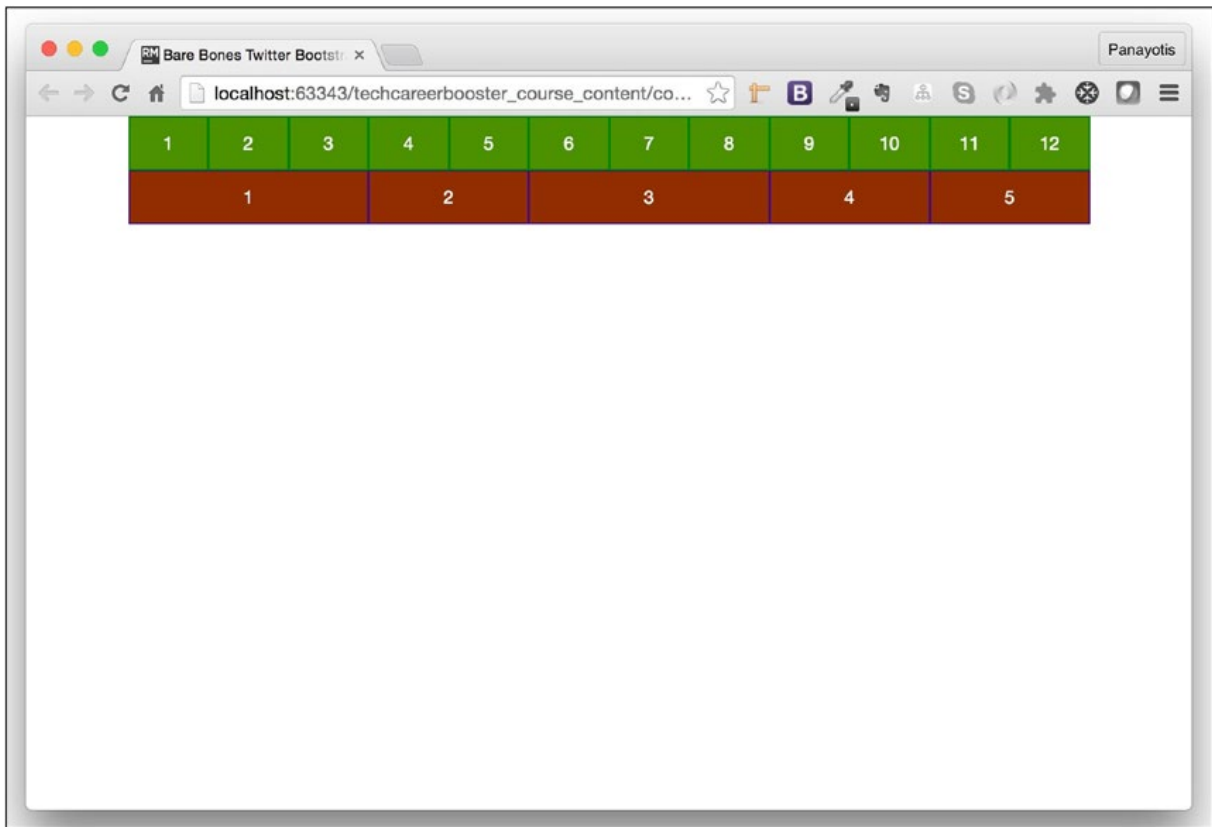 RM Bare Bones Twitter Bootstr
Panayotis
localhost:63343/techcareerbooster_course_content/co...
B
S
1 2 3 4 5 6 7 8 9 10 11 12
1 2 3 4 5